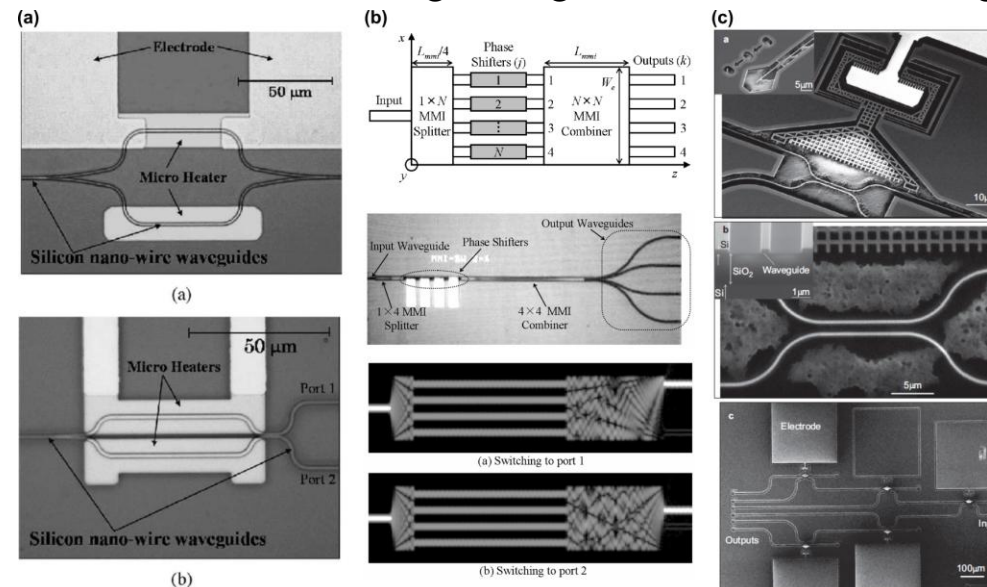 (a)
Electrode
50 μm
Micro Heater
Silicon nano-wire waveguides
(a)
50 μm
Micro Heaters
Port 1
Port 2
Silicon nano-wire waveguides
(b)
(b)
x
L_mmi/4
Phase
Shifters (j)
L_mmi
Outputs (k)
Input
1 × N
MMI
Splitter
1
2
⋮
N
1
2
3
4
W_e
N×N
MMI
Combiner
1
2
3
4
y
z
Input Waveguide
Phase Shifters
Output Waveguides
1×4 MMI
Splitter
4×4 MMI
Combiner
(a) Switching to port 1
(b) Switching to port 2
(c)
a
5μm
b
Si
SiO2
Si
Waveguide
1μm
5μm
c
Electrode
Outputs
In
100μm